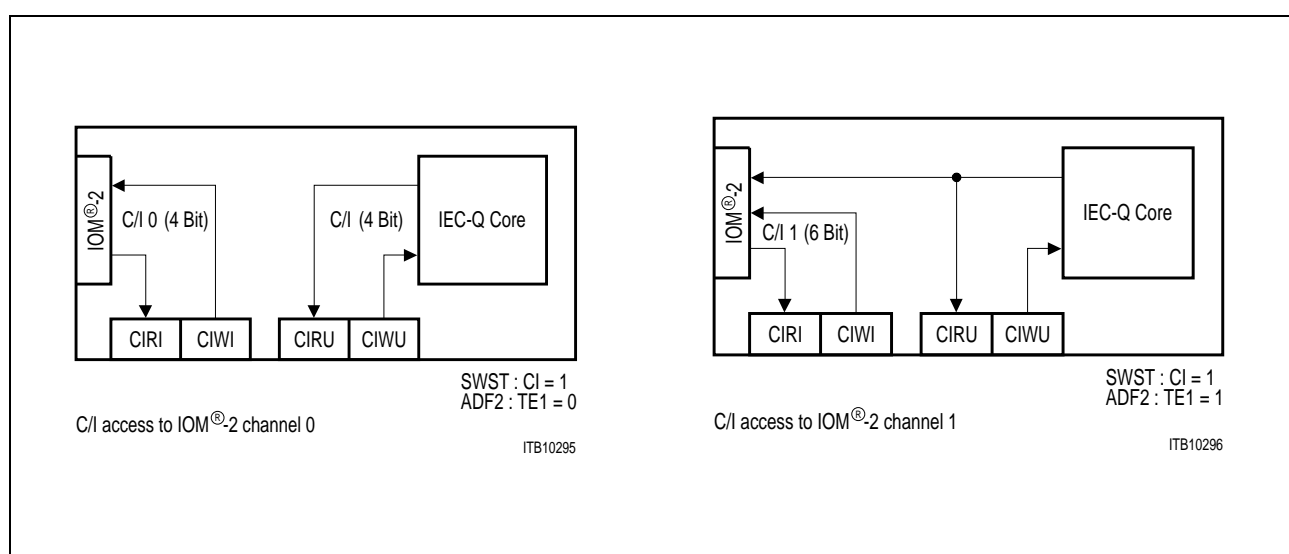 IOM®-2
C/I 0 (4 Bit)
C/I (4 Bit)
IEC-Q Core
CIRI CIWI CIRU CIWU
SWST : CI = 1
ADF2 : TE1 = 0
C/I access to IOM®-2 channel 0
ITB10295
IOM®-2
C/I 1 (6 Bit)
IEC-Q Core
CIRI CIWI CIRU CIWU
SWST : CI = 1
ADF2 : TE1 = 1
C/I access to IOM®-2 channel 1
ITB10296